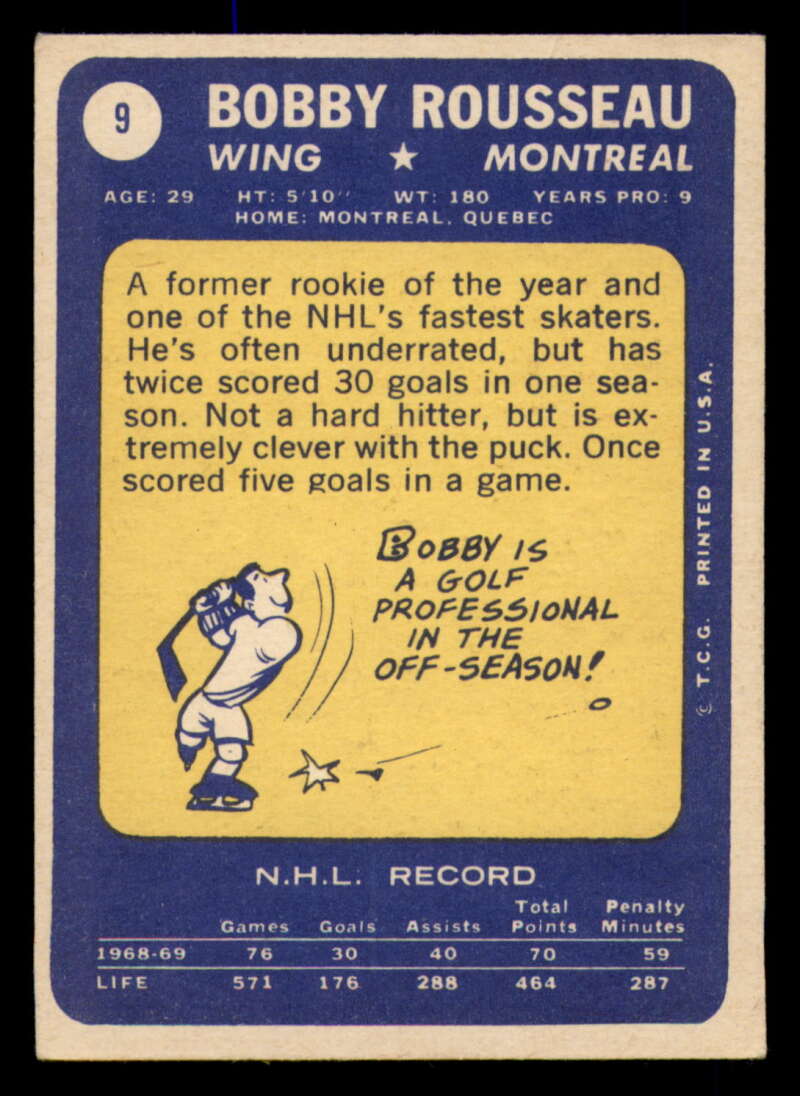 9
BOBBY ROUSSEAU
WING ★ MONTREAL
AGE: 29 HT: 5'10" WT: 180 YEARS PRO: 9
HOME: MONTREAL, QUEBEC
A former rookie of the year and
one of the NHL's fastest skaters.
He's often underrated, but has
twice scored 30 goals in one sea-
son. Not a hard hitter, but is ex-
tremely clever with the puck. Once
scored five goals in a game.
BOBBY IS
A GOLF
PROFESSIONAL
IN THE
OFF-SEASON!
© T.C.G. PRINTED IN U.S.A.
N.H.L. RECORD
Total Penalty
Games Goals Assists Points Minutes
1968-69 76 30 40 70 59
LIFE 571 176 288 464 287